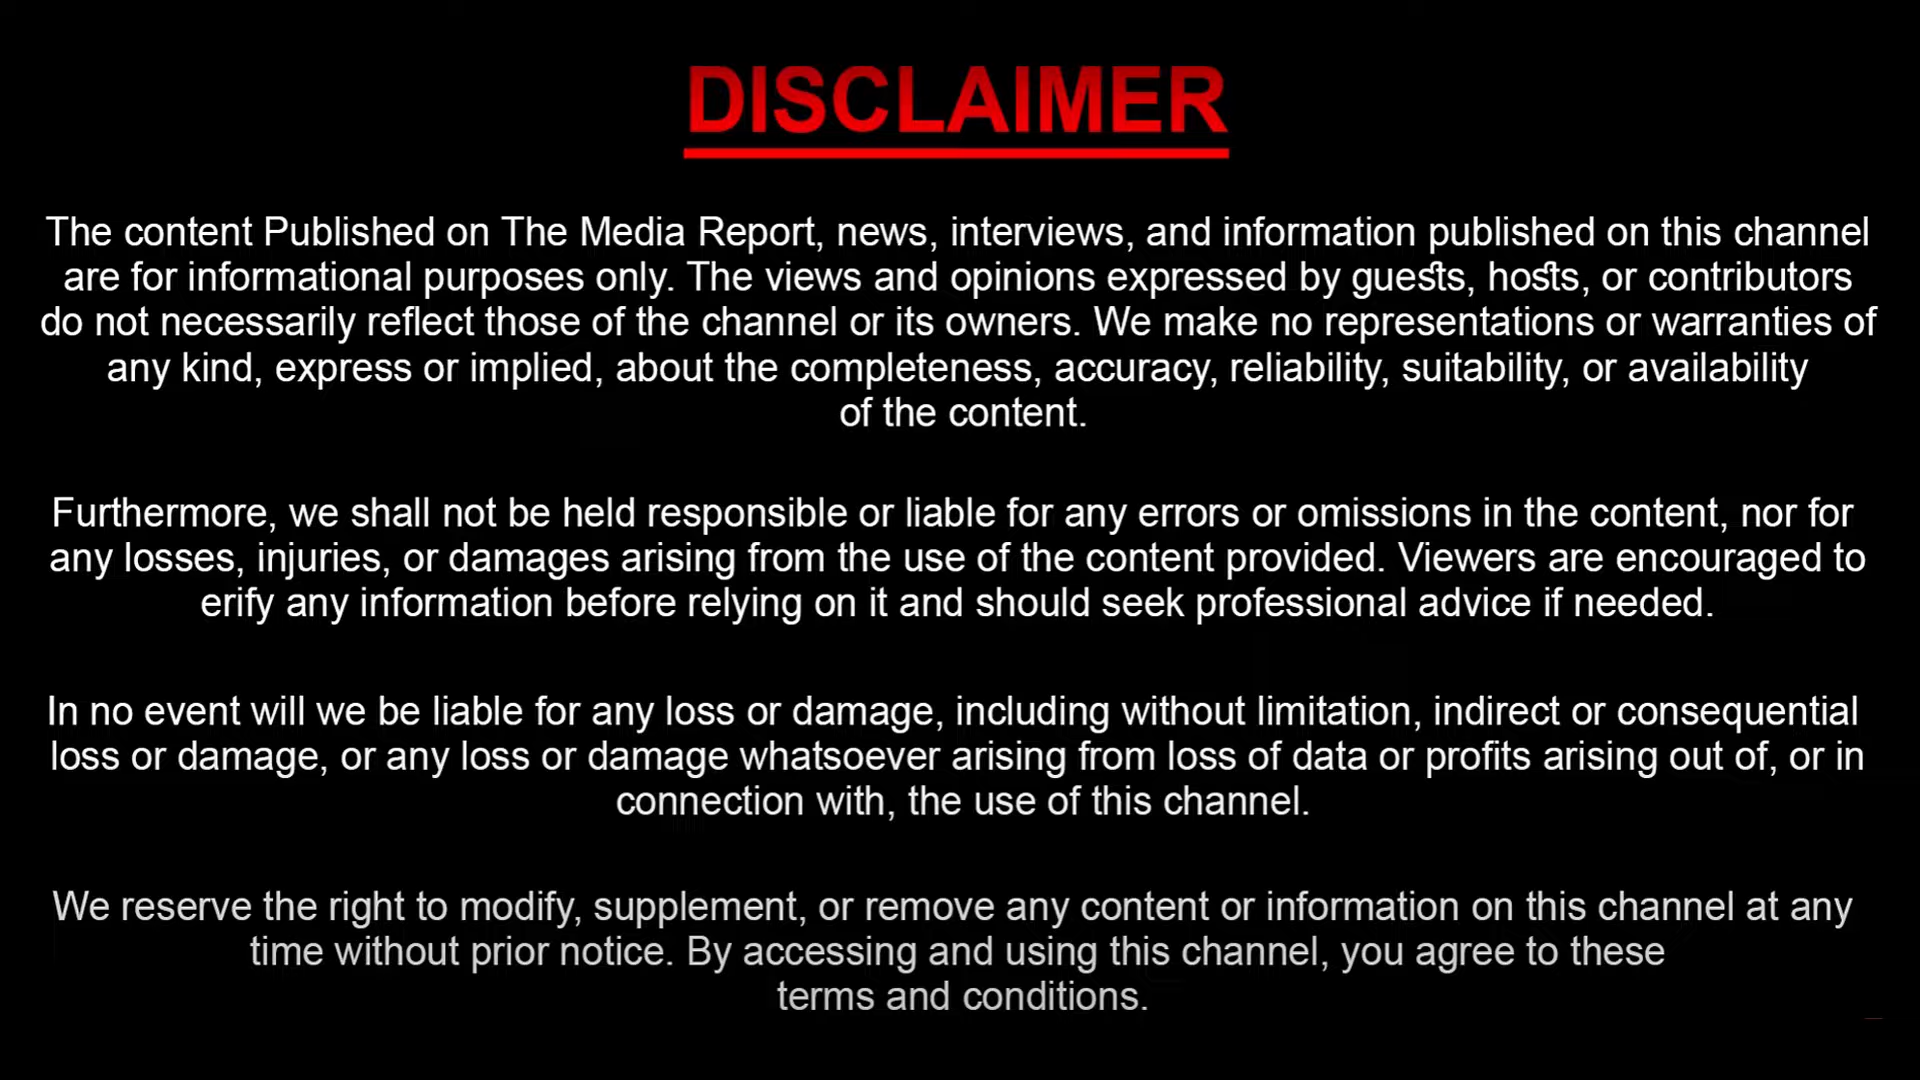 DISCLAIMER
The content Published on The Media Report, news, interviews, and information published on this channel
are for informational purposes only. The views and opinions expressed by guests, hosts, or contributors
do not necessarily reflect those of the channel or its owners. We make no representations or warranties of
any kind, express or implied, about the completeness, accuracy, reliability, suitability, or availability
of the content.
Furthermore, we shall not be held responsible or liable for any errors or omissions in the content, nor for
any losses, injuries, or damages arising from the use of the content provided. Viewers are encouraged to
erify any information before relying on it and should seek professional advice if needed.
In no event will we be liable for any loss or damage, including without limitation, indirect or consequential
loss or damage, or any loss or damage whatsoever arising from loss of data or profits arising out of, or in
connection with, the use of this channel.
We reserve the right to modify, supplement, or remove any content or information on this channel at any
time without prior notice. By accessing and using this channel, you agree to these
terms and conditions.